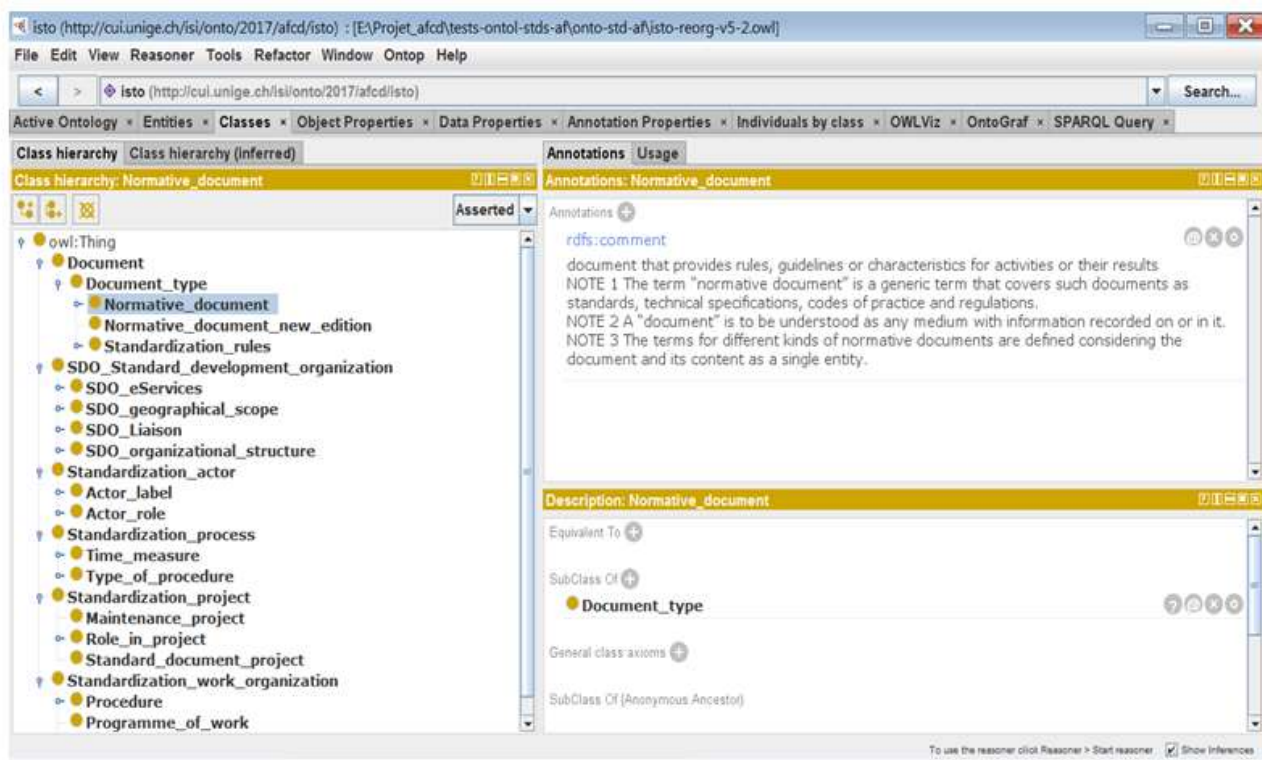 isto (http://cui.unige.ch/isi/onto/2017/afcd/isto) : [E:\Projet_afcd\tests-ontol-stds-af\onto-std-af\isto-reorg-v5-2.owl]
File Edit View Reasoner Tools Refactor Window Ontop Help
< > isto (http://cui.unige.ch/isi/onto/2017/afcd/isto) Search...
Active Ontology × Entities × Classes × Object Properties × Data Properties × Annotation Properties × Individuals by class × OWLViz × OntoGraf × SPARQL Query ×
Class hierarchy Class hierarchy (inferred)
Class hierarchy: Normative_document
Asserted
owl:Thing
Document
Document_type
Normative_document
Normative_document_new_edition
Standardization_rules
SDO_Standard_development_organization
SDO_eServices
SDO_geographical_scope
SDO_Liaison
SDO_organizational_structure
Standardization_actor
Actor_label
Actor_role
Standardization_process
Time_measure
Type_of_procedure
Standardization_project
Maintenance_project
Role_in_project
Standard_document_project
Standardization_work_organization
Procedure
Programme_of_work
Annotations Usage
Annotations: Normative_document
Annotations
rdfs:comment
document that provides rules, guidelines or characteristics for activities or their results
NOTE 1 The term "normative document" is a generic term that covers such documents as
standards, technical specifications, codes of practice and regulations.
NOTE 2 A "document" is to be understood as any medium with information recorded on or in it.
NOTE 3 The terms for different kinds of normative documents are defined considering the
document and its content as a single entity.
Description: Normative_document
Equivalent To
SubClass Of
Document_type
General class axioms
SubClass Of (Anonymous Ancestor)
To use the reasoner click Reasoner > Start reasoner Show Inferences